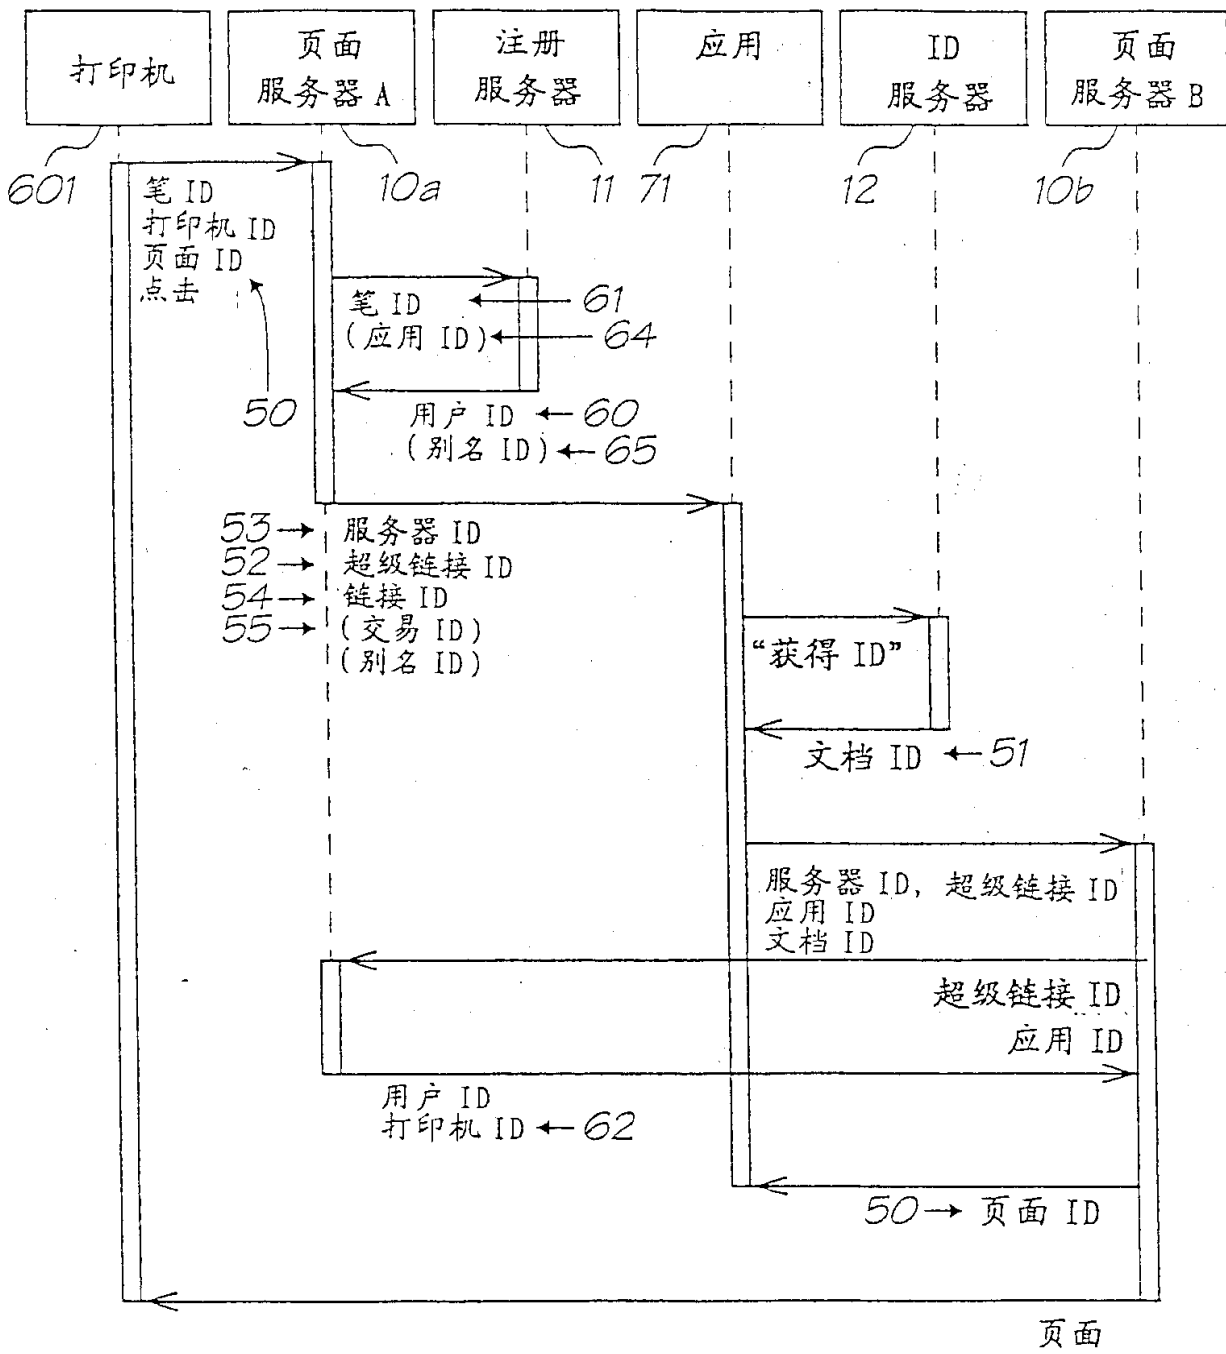 打印机
页面
服务器 A
注册
服务器
应用
ID
服务器
页面
服务器 B
601
10a
11
71
12
10b
笔 ID
打印机 ID
页面 ID
点击
50
笔 ID
61
(应用 ID)
64
用户 ID
60
(别名 ID)
65
53
服务器 ID
52
超级链接 ID
54
链接 ID
55
(交易 ID)
(别名 ID)
“获得 ID”
文档 ID
51
服务器 ID, 超级链接 ID
应用 ID
文档 ID
超级链接 ID
应用 ID
用户 ID
打印机 ID
62
50
页面 ID
页面